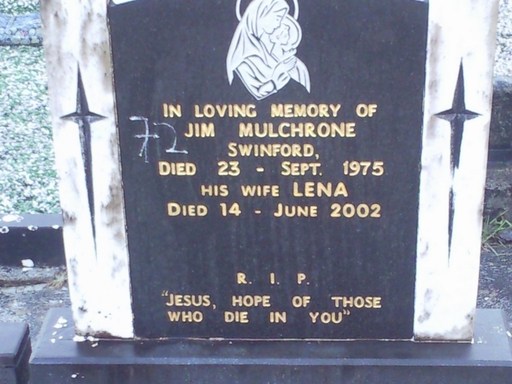 IN LOVING MEMORY OF
JIM MULCHRONE
72
SWINFORD,
DIED 23 - SEPT. 1975
HIS WIFE LENA
DIED 14 - JUNE 2002
R. I. P.
"JESUS, HOPE OF THOSE
WHO DIE IN YOU"